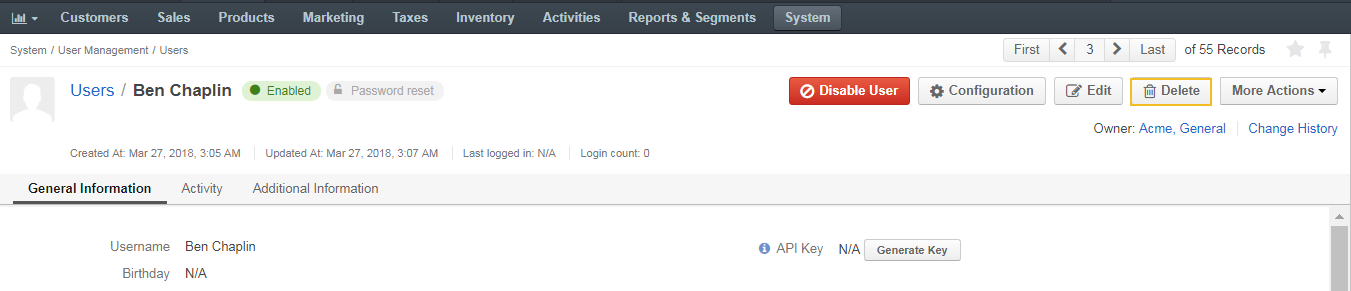 Customers Sales Products Marketing Taxes Inventory Activities Reports & Segments System
System / User Management / Users First 3 Last of 55 Records
Users / Ben Chaplin Enabled Password reset Disable User Configuration Edit Delete More Actions
Owner: Acme, General Change History
Created At: Mar 27, 2018, 3:05 AM Updated At: Mar 27, 2018, 3:07 AM Last logged in: N/A Login count: 0
General Information Activity Additional Information
Username Ben Chaplin API Key N/A Generate Key
Birthday N/A